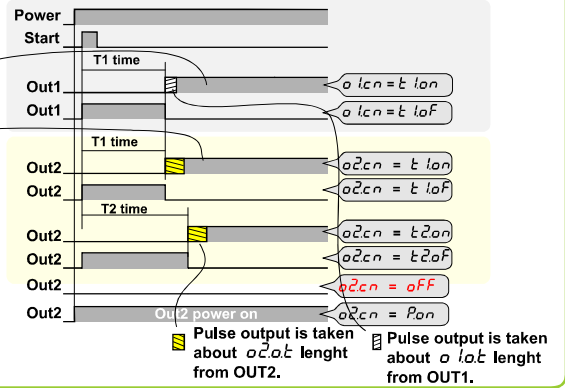 Power
Start
T1 time
Out1 o1.cn = t1.on
Out1 o1.cn = t1.oF
T1 time
Out2 o2.cn = t1.on
Out2 o2.cn = t1.oF
T2 time
Out2 o2.cn = t2.on
Out2 o2.cn = t2.oF
Out2 o2.cn = oFF
Out2 Out2 power on o2.cn = P.on
Pulse output is taken
about o2.o.t lenght
from OUT2.
Pulse output is taken
about o1.o.t lenght
from OUT1.